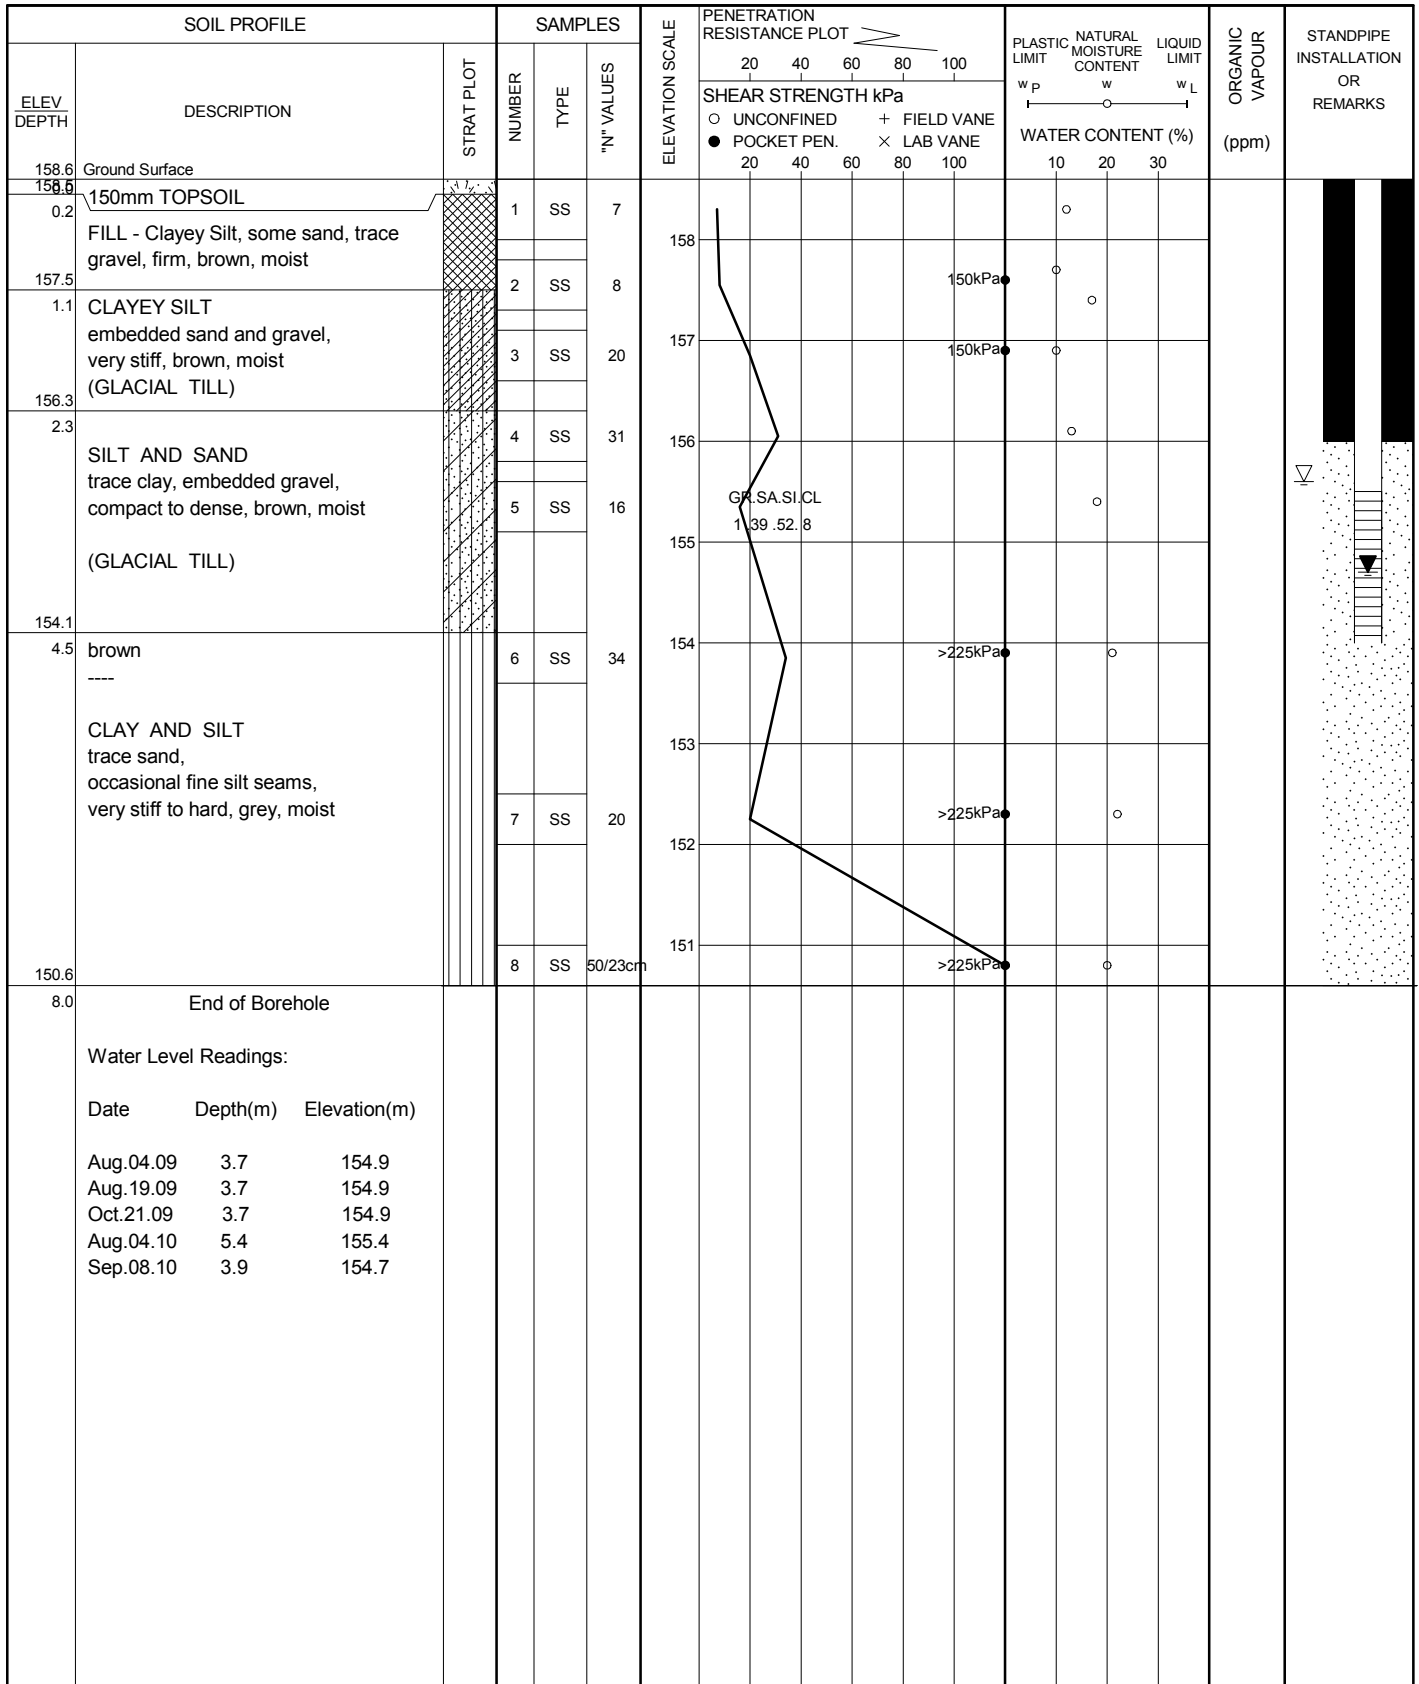 SOIL PROFILE
SAMPLES
ELEVATION SCALE
PENETRATION
RESISTANCE PLOT
20 40 60 80 100
SHEAR STRENGTH kPa
UNCONFINED + FIELD VANE
POCKET PEN. × LAB VANE
20 40 60 80 100
PLASTIC LIMIT
NATURAL MOISTURE CONTENT
LIQUID LIMIT
w P w w L
WATER CONTENT (%)
10 20 30
ORGANIC VAPOUR
(ppm)
STANDPIPE
INSTALLATION
OR
REMARKS
ELEV
DEPTH
DESCRIPTION
STRAT PLOT
NUMBER
TYPE
"N" VALUES
158.6 Ground Surface
158.5
0.0
150mm TOPSOIL
0.2
1 SS 7
FILL - Clayey Silt, some sand, trace
gravel, firm, brown, moist
158
157.5
2 SS 8
150kPa
1.1
CLAYEY SILT
embedded sand and gravel,
very stiff, brown, moist
(GLACIAL TILL)
157
3 SS 20
150kPa
156.3
2.3
4 SS 31
156
SILT AND SAND
trace clay, embedded gravel,
compact to dense, brown, moist
(GLACIAL TILL)
5 SS 16
GR.SA.SI.CL
1 .39 .52. 8
155
154.1
4.5
brown
----
154
6 SS 34
>225kPa
CLAY AND SILT
trace sand,
occasional fine silt seams,
very stiff to hard, grey, moist
153
7 SS 20
>225kPa
152
151
8 SS 50/23cm
>225kPa
150.6
8.0
End of Borehole
Water Level Readings:
Date Depth(m) Elevation(m)
Aug.04.09 3.7 154.9
Aug.19.09 3.7 154.9
Oct.21.09 3.7 154.9
Aug.04.10 5.4 155.4
Sep.08.10 3.9 154.7